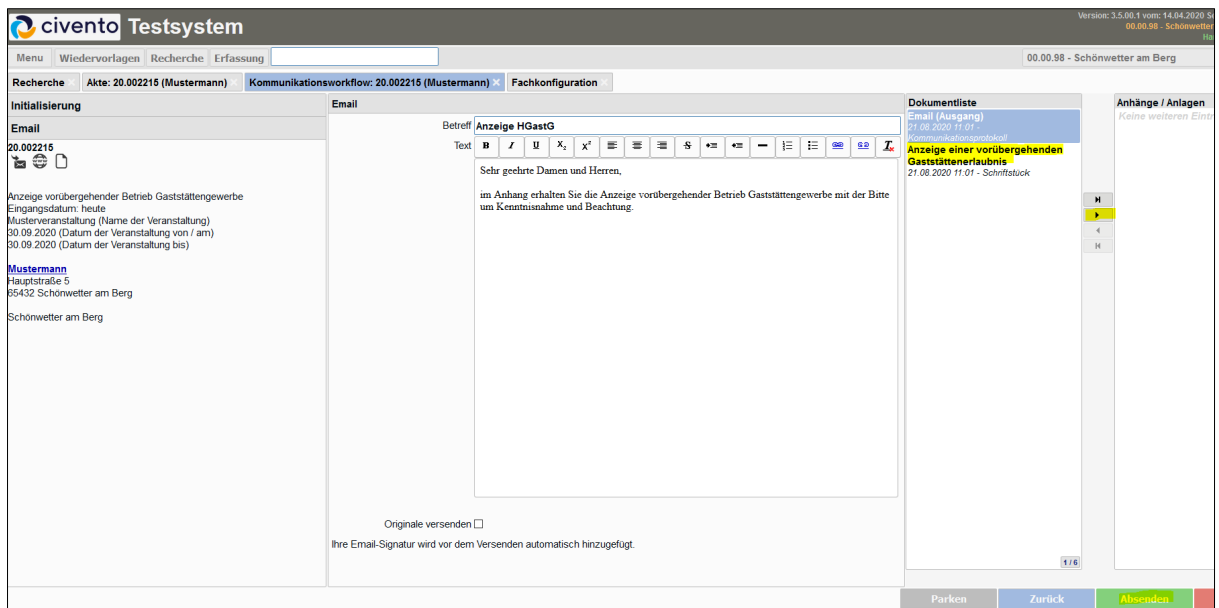 civento Testsystem
Version: 3.5.00.1 vom: 14.04.2020
00.00.98 - Schönwetter
Menu Wiedervorlagen Recherche Erfassung
00.00.98 - Schönwetter am Berg
Recherche × Akte: 20.002215 (Mustermann) × Kommunikationsworkflow: 20.002215 (Mustermann) × Fachkonfiguration ×
Initialisierung
Email
20.002215
Anzeige vorübergehender Betrieb Gaststättengewerbe
Eingangsdatum: heute
Musterveranstaltung (Name der Veranstaltung)
30.09.2020 (Datum der Veranstaltung von / am)
30.09.2020 (Datum der Veranstaltung bis)
Mustermann
Hauptstraße 5
65432 Schönwetter am Berg
Schönwetter am Berg
Email
Betreff Anzeige HGastG
Text B I U X₂ X² S
Sehr geehrte Damen und Herren,
im Anhang erhalten Sie die Anzeige vorübergehender Betrieb Gaststättengewerbe mit der Bitte
um Kenntnisnahme und Beachtung.
Originale versenden
Ihre Email-Signatur wird vor dem Versenden automatisch hinzugefügt.
Dokumentliste
Email (Ausgang)
21.08.2020 11:01 -
Kommunikationsprotokoll
Anzeige einer vorübergehenden
Gaststättenerlaubnis
21.08.2020 11:01 - Schriftstück
1 / 6
Anhänge / Anlagen
Keine weiteren Eintr
Parken Zurück Absenden